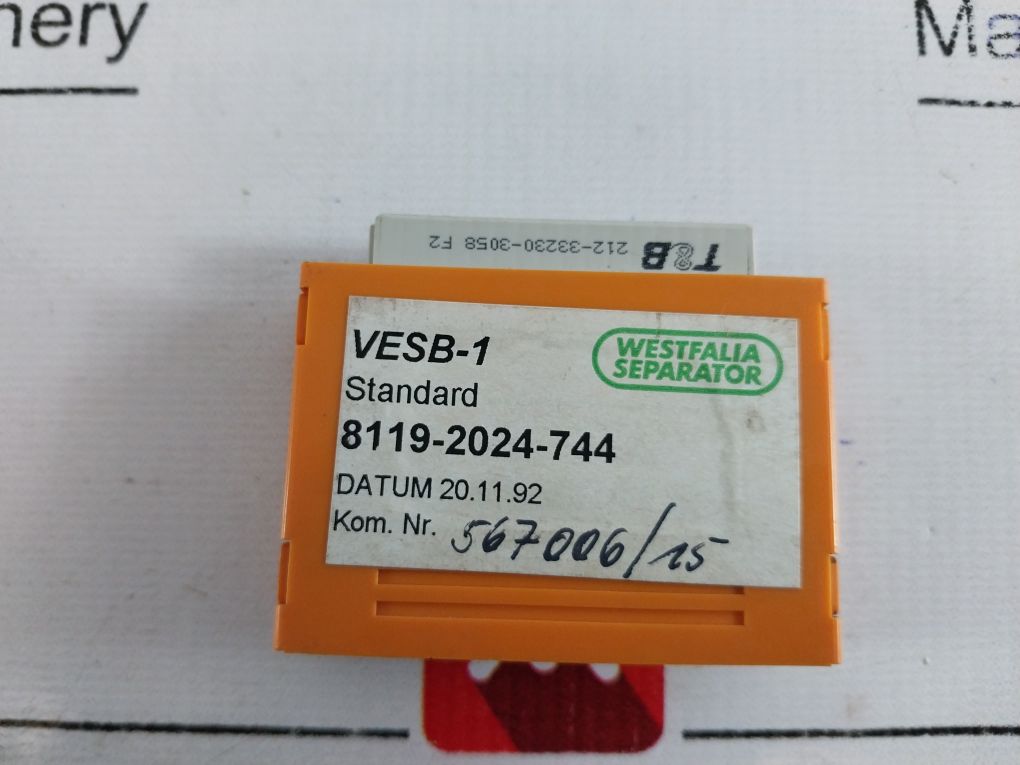 nery
Ma
T&B 212-33230-3058 F2
VESB-1
WESTFALIA
SEPARATOR
Standard
8119-2024-744
DATUM 20.11.92
Kom. Nr. 567006/15